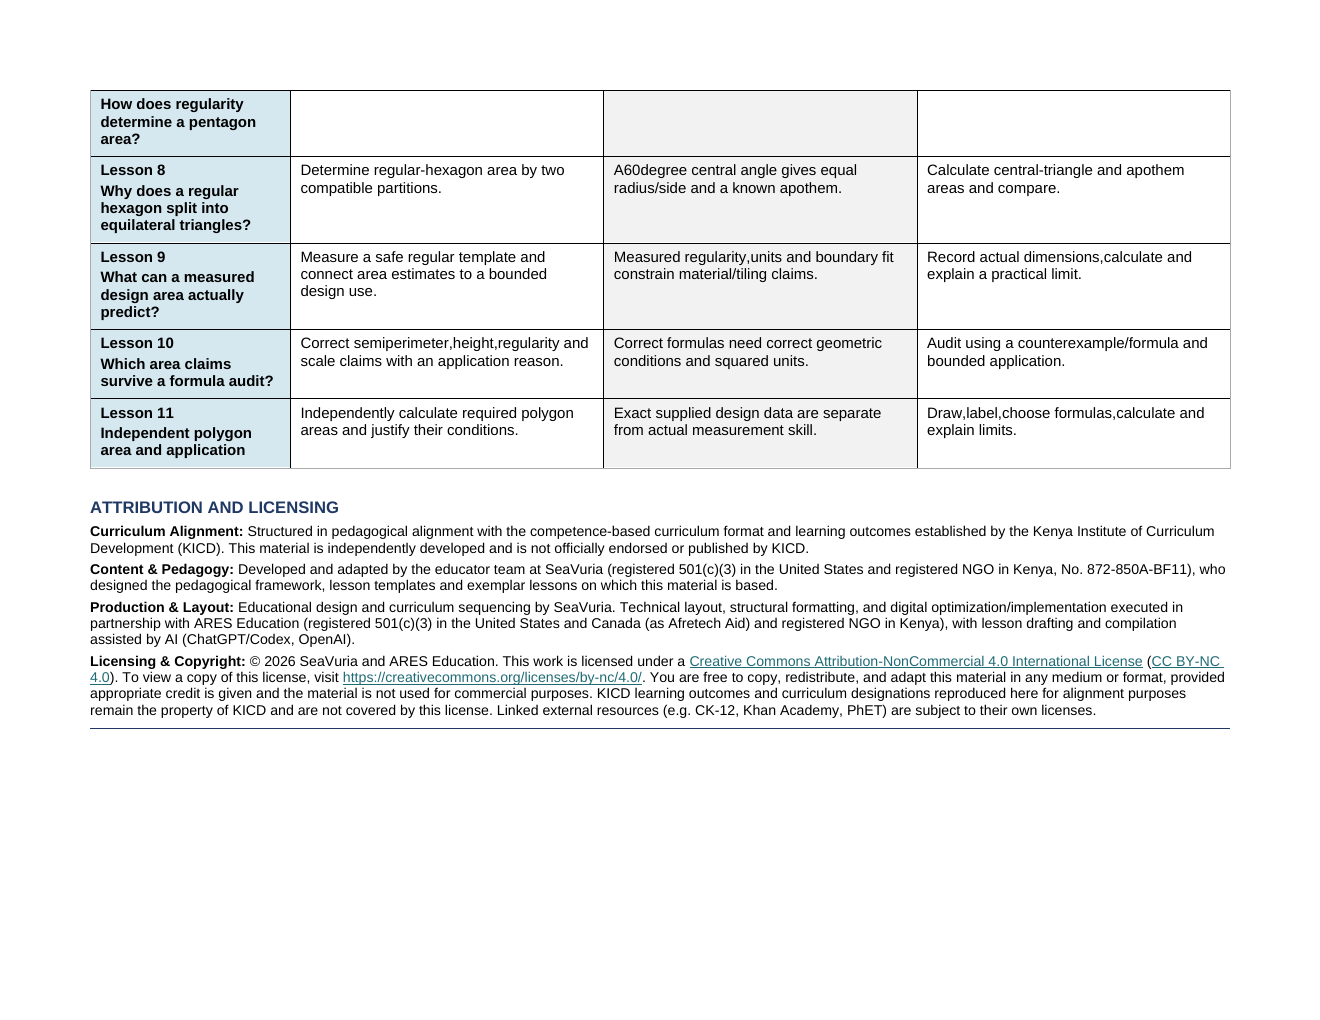 How does regularity
determine a pentagon
area?
Lesson 8
Why does a regular
hexagon split into
equilateral triangles?
Determine regular-hexagon area by two
compatible partitions.
A60degree central angle gives equal
radius/side and a known apothem.
Calculate central-triangle and apothem
areas and compare.
Lesson 9
What can a measured
design area actually
predict?
Measure a safe regular template and
connect area estimates to a bounded
design use.
Measured regularity,units and boundary fit
constrain material/tiling claims.
Record actual dimensions,calculate and
explain a practical limit.
Lesson 10
Which area claims
survive a formula audit?
Correct semiperimeter,height,regularity and
scale claims with an application reason.
Correct formulas need correct geometric
conditions and squared units.
Audit using a counterexample/formula and
bounded application.
Lesson 11
Independent polygon
area and application
Independently calculate required polygon
areas and justify their conditions.
Exact supplied design data are separate
from actual measurement skill.
Draw,label,choose formulas,calculate and
explain limits.
ATTRIBUTION AND LICENSING
Curriculum Alignment: Structured in pedagogical alignment with the competence-based curriculum format and learning outcomes established by the Kenya Institute of Curriculum
Development (KICD). This material is independently developed and is not officially endorsed or published by KICD.
Content & Pedagogy: Developed and adapted by the educator team at SeaVuria (registered 501(c)(3) in the United States and registered NGO in Kenya, No. 872-850A-BF11), who
designed the pedagogical framework, lesson templates and exemplar lessons on which this material is based.
Production & Layout: Educational design and curriculum sequencing by SeaVuria. Technical layout, structural formatting, and digital optimization/implementation executed in
partnership with ARES Education (registered 501(c)(3) in the United States and Canada (as Afretech Aid) and registered NGO in Kenya), with lesson drafting and compilation
assisted by AI (ChatGPT/Codex, OpenAI).
Licensing & Copyright: © 2026 SeaVuria and ARES Education. This work is licensed under a Creative Commons Attribution-NonCommercial 4.0 International License (CC BY-NC
4.0). To view a copy of this license, visit https://creativecommons.org/licenses/by-nc/4.0/. You are free to copy, redistribute, and adapt this material in any medium or format, provided
appropriate credit is given and the material is not used for commercial purposes. KICD learning outcomes and curriculum designations reproduced here for alignment purposes
remain the property of KICD and are not covered by this license. Linked external resources (e.g. CK-12, Khan Academy, PhET) are subject to their own licenses.